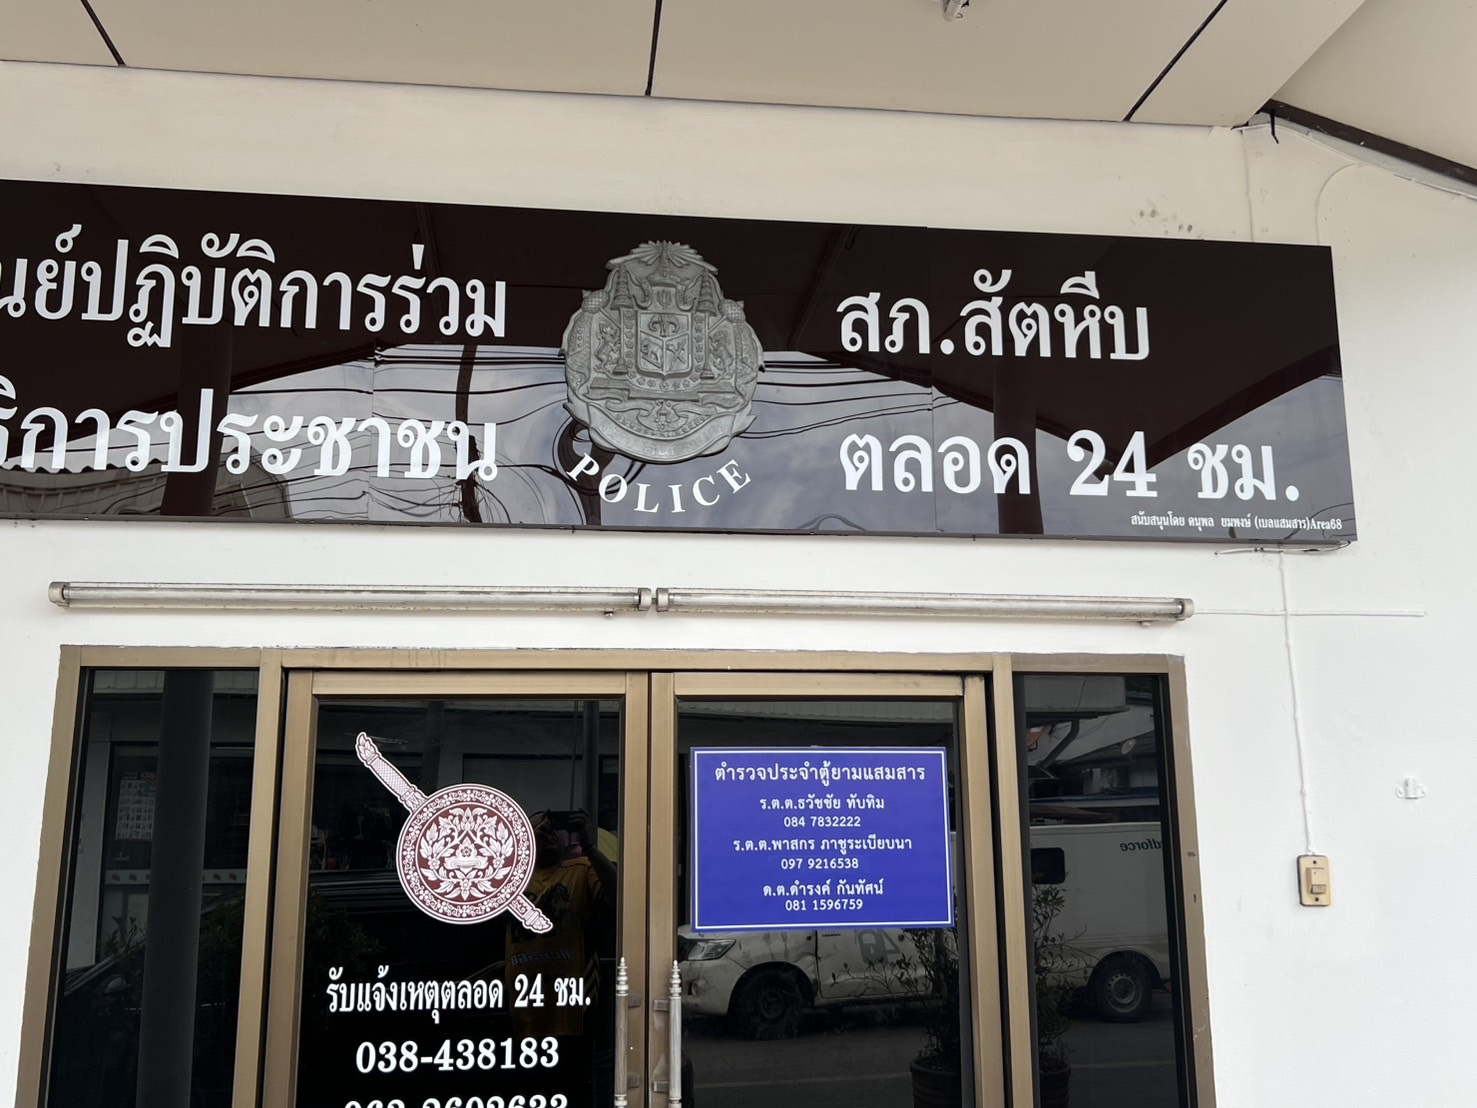 นย์ปฏิบัติการร่วม
ริการประชาชน
POLICE
สภ.สัตหีบ
ตลอด 24 ชม.
สนับสนุนโดย ดนุพล ยมพงษ์ (เบลแสมสาร)Area68
รับแจ้งเหตุตลอด 24 ชม.
038-438183
ตำรวจประจำตู้ยามแสมสาร
ร.ต.ต.ธวัชชัย ทับทิม
084 7832222
ร.ต.ต.พาสกร ภาชูระเบียบนา
097 9216538
ด.ต.ดำรงค์ กันทัศน์
081 1596759